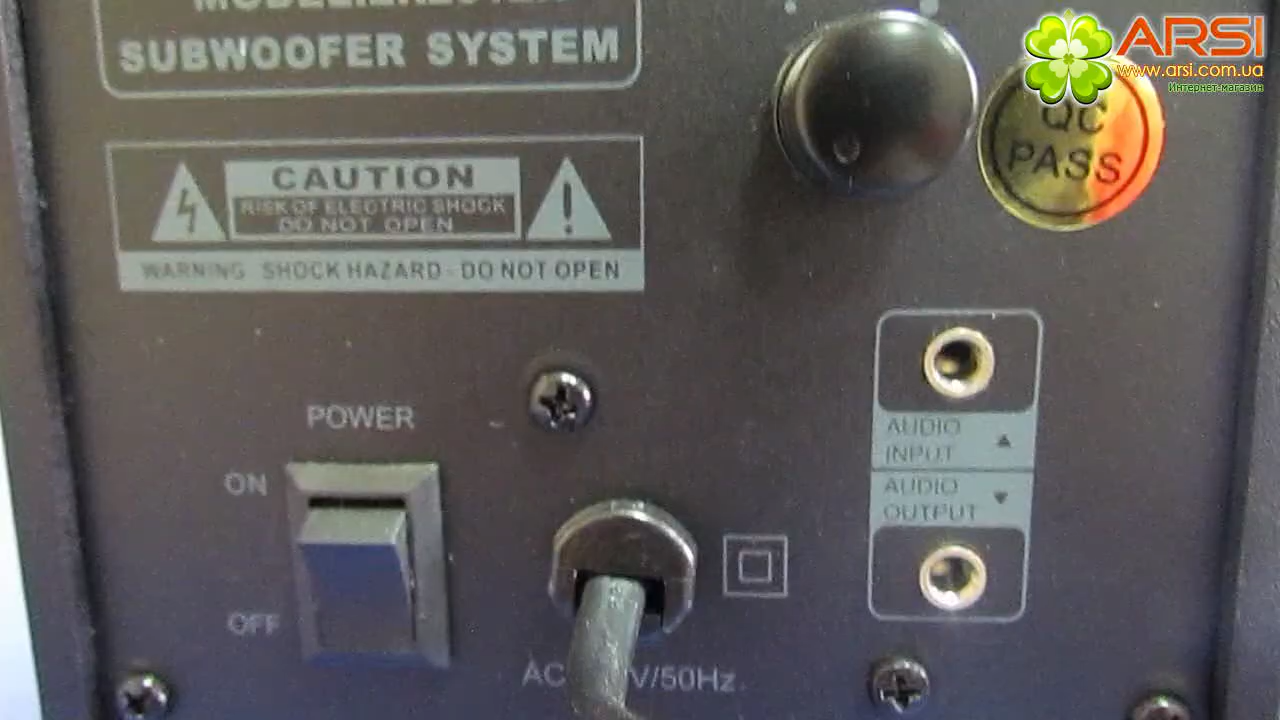 SUBWOOFER SYSTEM
ARSI
www.arsi.com.ua
Интернет-магазин
QC
PASS
CAUTION
RISK OF ELECTRIC SHOCK
DO NOT OPEN
WARNING SHOCK HAZARD - DO NOT OPEN
POWER
ON
OFF
AUDIO
INPUT
AUDIO
OUTPUT
AC V/50Hz